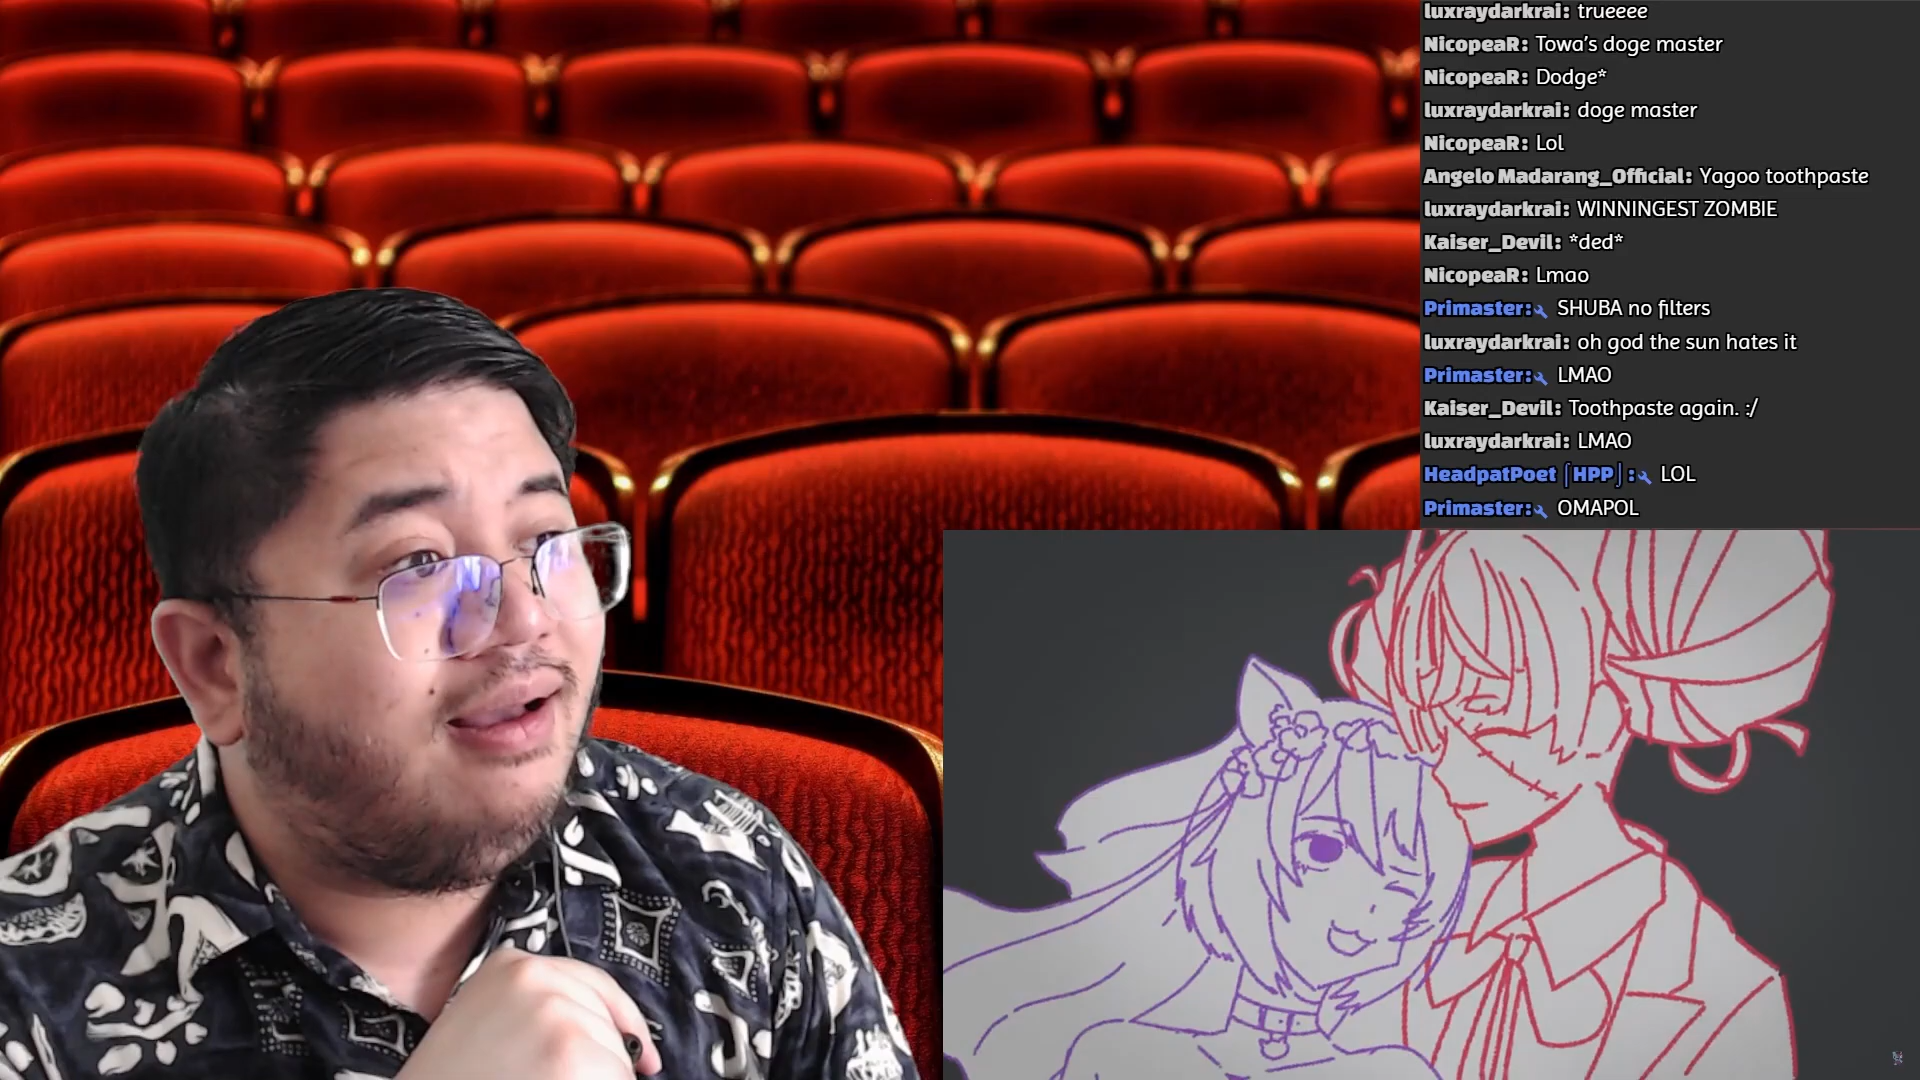 luxraydarkrai: trueeee
NicopeaR: Towa’s doge master
NicopeaR: Dodge*
luxraydarkrai: doge master
NicopeaR: Lol
Angelo Madarang_Official: Yagoo toothpaste
luxraydarkrai: WINNINGEST ZOMBIE
Kaiser_Devil: *ded*
NicopeaR: Lmao
Primaster: SHUBA no filters
luxraydarkrai: oh god the sun hates it
Primaster: LMAO
Kaiser_Devil: Toothpaste again. :/
luxraydarkrai: LMAO
HeadpatPoet ⌠HPP⌡: LOL
Primaster: OMAPOL